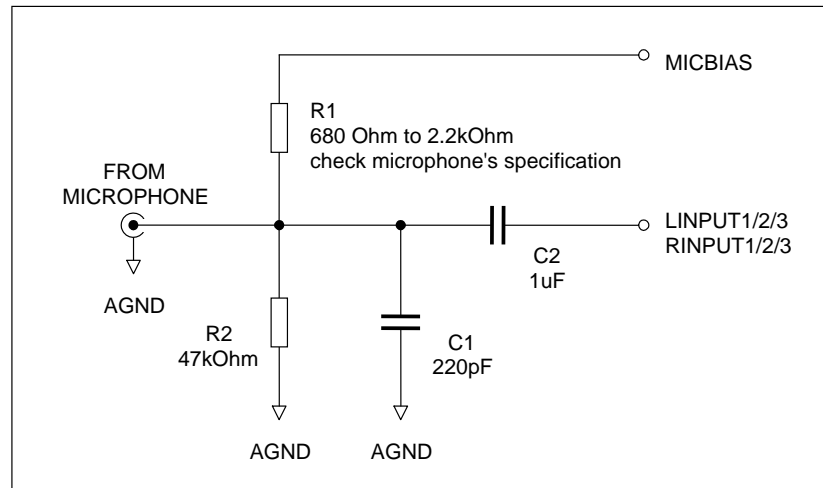 MICBIAS
R1
680 Ohm to 2.2kOhm
check microphone's specification
FROM
MICROPHONE
LINPUT1/2/3
RINPUT1/2/3
C2
1uF
AGND
R2
47kOhm
C1
220pF
AGND
AGND